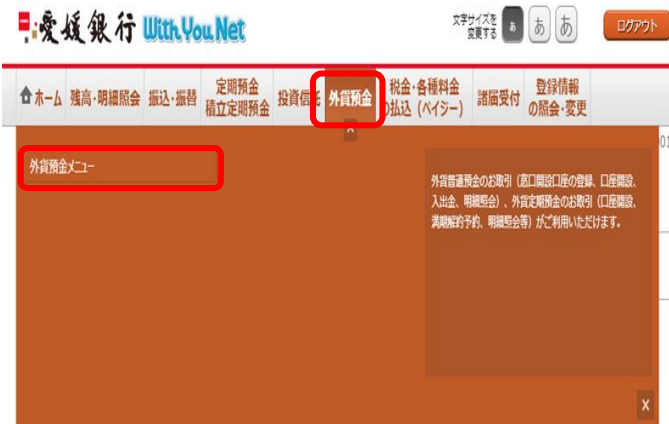 愛媛銀行 With You Net
文字サイズを
変更する
あ あ あ
ログアウト
ホーム
残高・明細照会
振込・振替
定期預金
積立定期預金
投資信託
外貨預金
税金・各種料金
の払込（ペイジー）
諸届受付
登録情報
の照会・変更
外貨預金メニュー
外貨普通預金のお取引（窓口開設口座の登録、口座開設、
入出金、明細照会）、外貨定期預金のお取引（口座開設、
満期解約予約、明細照会等）がご利用いただけます。
01
X